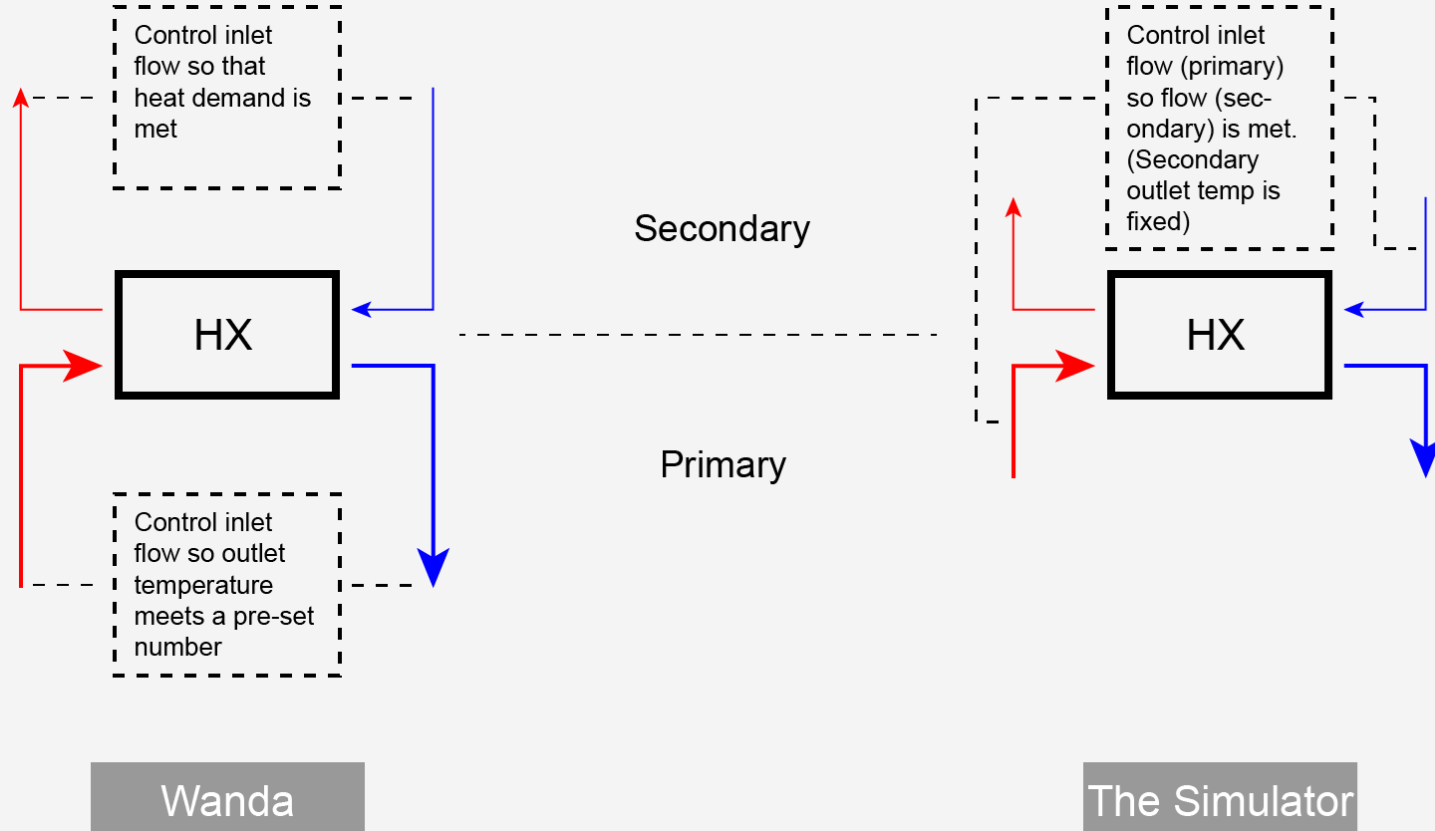 Control inlet
flow so that
heat demand is
met
Control inlet
flow (primary)
so flow (sec-
ondary) is met.
(Secondary
outlet temp is
fixed)
Secondary
HX
HX
Primary
Control inlet
flow so outlet
temperature
meets a pre-set
number
Wanda
The Simulator